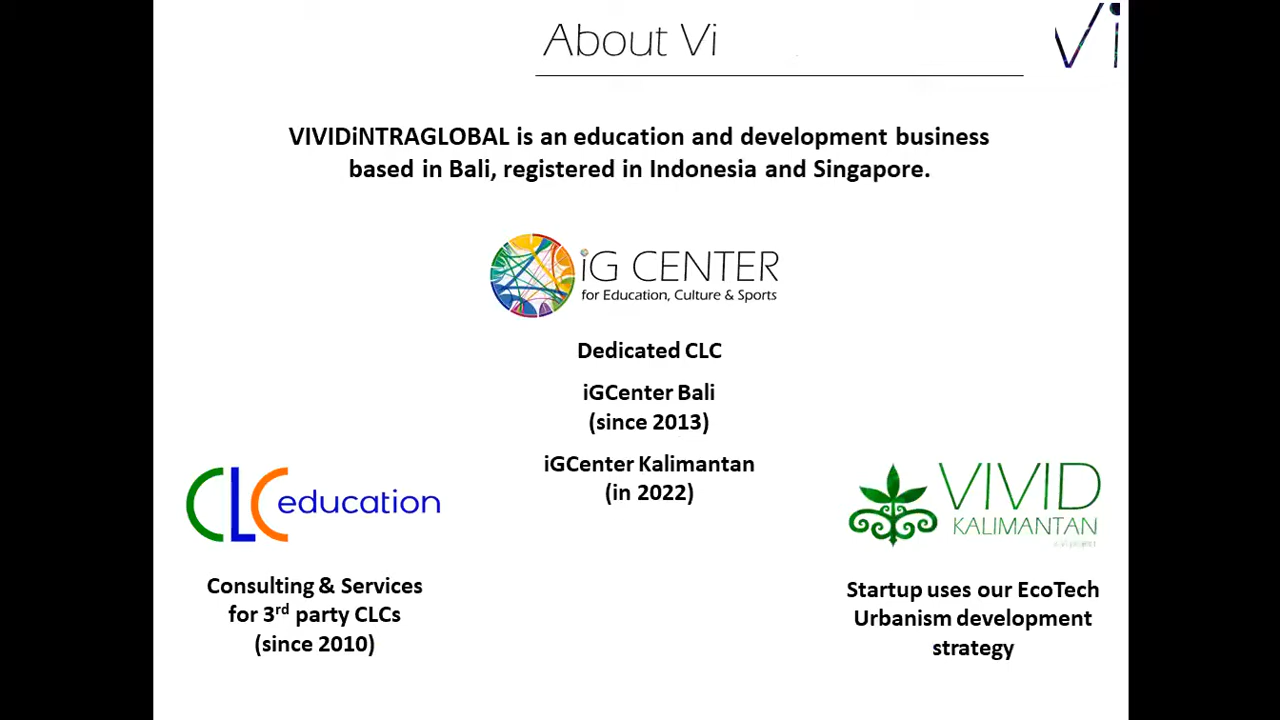 About Vi
Vi
VIVIDiNTRAGLOBAL is an education and development business
based in Bali, registered in Indonesia and Singapore.
iG CENTER
for Education, Culture & Sports
Dedicated CLC
iGCenter Bali
(since 2013)
iGCenter Kalimantan
(in 2022)
CLC education
Consulting & Services
for 3rd party CLCs
(since 2010)
VIVID
KALIMANTAN
Startup uses our EcoTech
Urbanism development
strategy